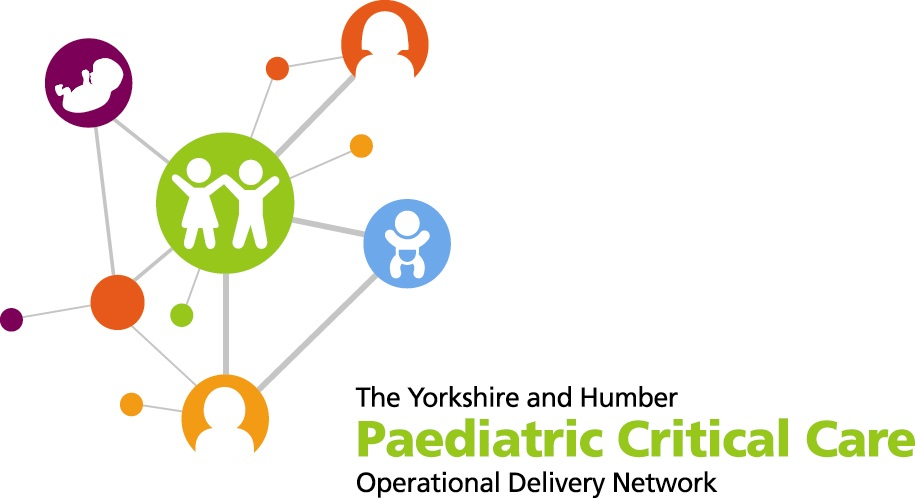 The Yorkshire and Humber
Paediatric Critical Care
Operational Delivery Network